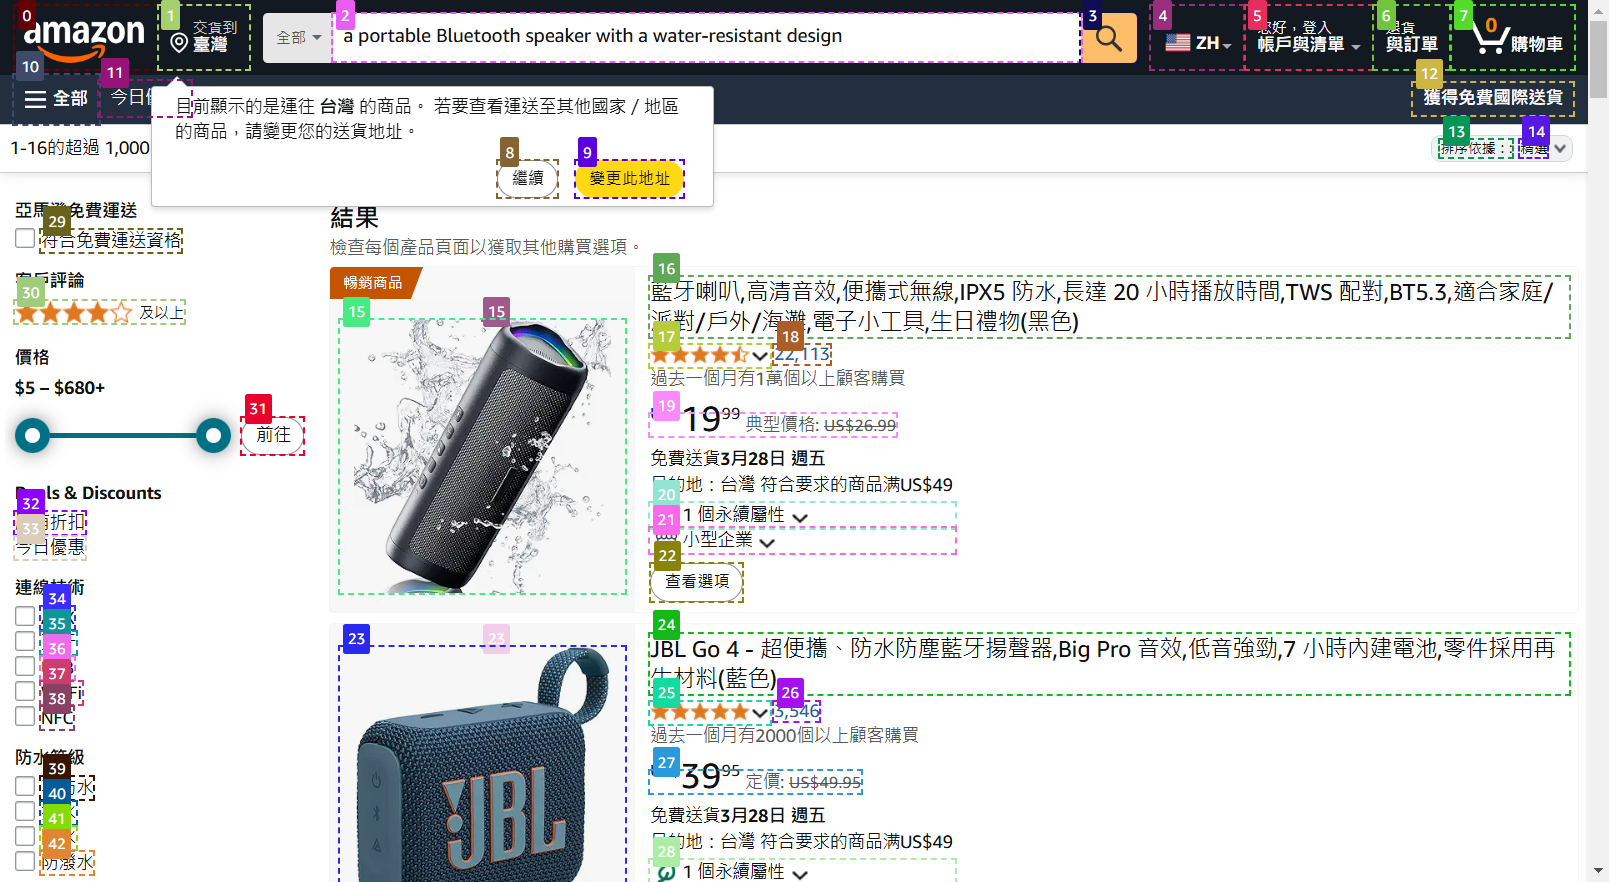 amazon
交貨到
臺灣
全部
a portable Bluetooth speaker with a water-resistant design
ZH
您好，登入
帳戶與清單
退貨
與訂單
0
購物車
全部
今日
獲得免費國際送貨
目前顯示的是運往 台灣 的商品。 若要查看運送至其他國家 / 地區
的商品，請變更您的送貨地址。
繼續
變更此地址
1-16的超過 1,000
排序依據：
精選
亞馬遜免費運送
符合免費運送資格
客戶評論
及以上
價格
$5 – $680+
前往
Deals & Discounts
所有折扣
今日優惠
連線技術
NFC
防水等級
防潑水
結果
檢查每個產品頁面以獲取其他購買選項。
暢銷商品
藍牙喇叭,高清音效,便攜式無線,IPX5 防水,長達 20 小時播放時間,TWS 配對,BT5.3,適合家庭/
派對/戶外/海灘,電子小工具,生日禮物(黑色)
22,113
過去一個月有1萬個以上顧客購買
19 99 典型價格: US$26.99
免費送貨3月28日 週五
目的地：台灣 符合要求的商品满US$49
1 個永續屬性
小型企業
查看選項
JBL
JBL Go 4 - 超便攜、防水防塵藍牙揚聲器,Big Pro 音效,低音強勁,7 小時內建電池,零件採用再
生材料(藍色)
3,546
過去一個月有2000個以上顧客購買
39 95 定價: US$49.95
免費送貨3月28日 週五
目的地：台灣 符合要求的商品满US$49
1 個永續屬性
0
1
2
3
4
5
6
7
8
9
10
11
12
13
14
15
15
16
17
18
19
20
21
22
23
23
24
25
26
27
28
29
30
31
32
33
34
35
36
37
38
39
40
41
42